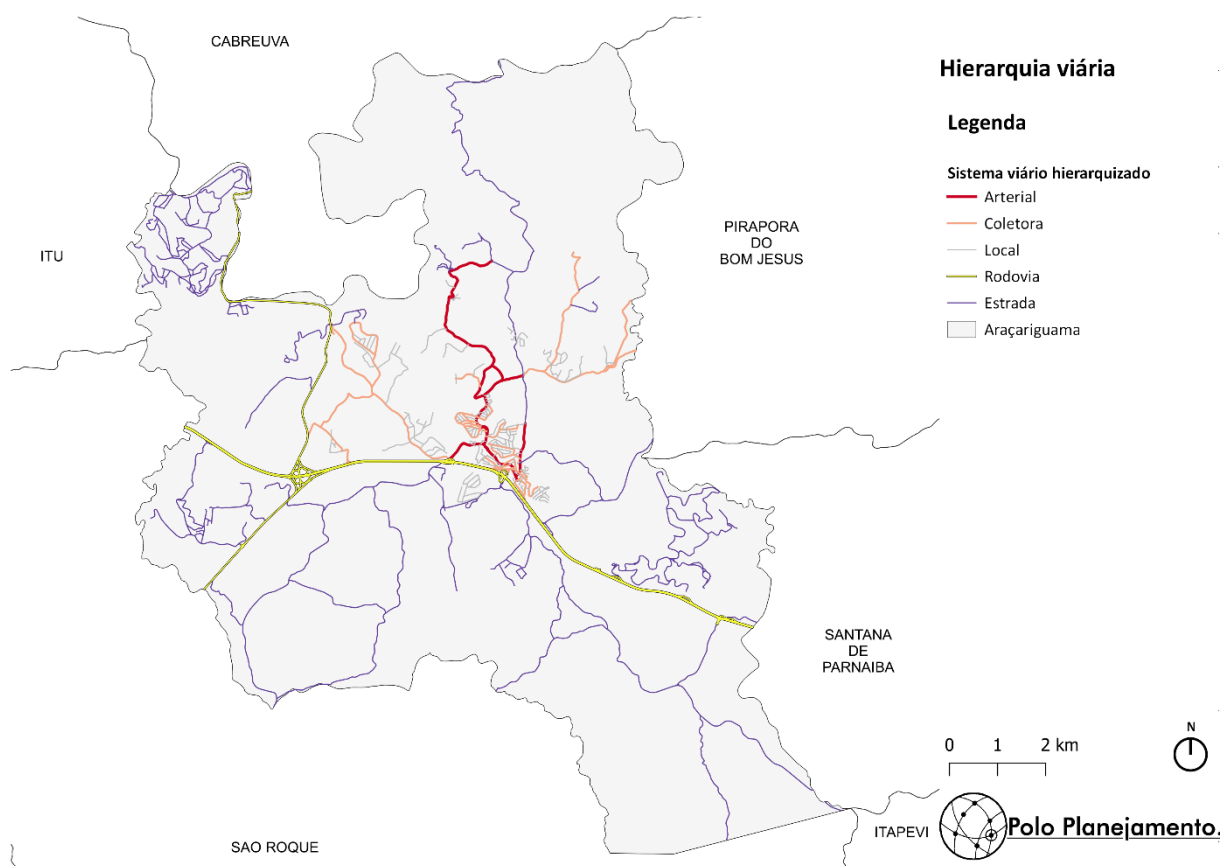 CABREUVA
ITU
PIRAPORA
DO
BOM JESUS
SANTANA
DE
PARNAIBA
ITAPEVI
SAO ROQUE
Hierarquia viária
Legenda
Sistema viário hierarquizado
Arterial
Coletora
Local
Rodovia
Estrada
Araçariguama
0 1 2 km
N
Polo Planejamento.